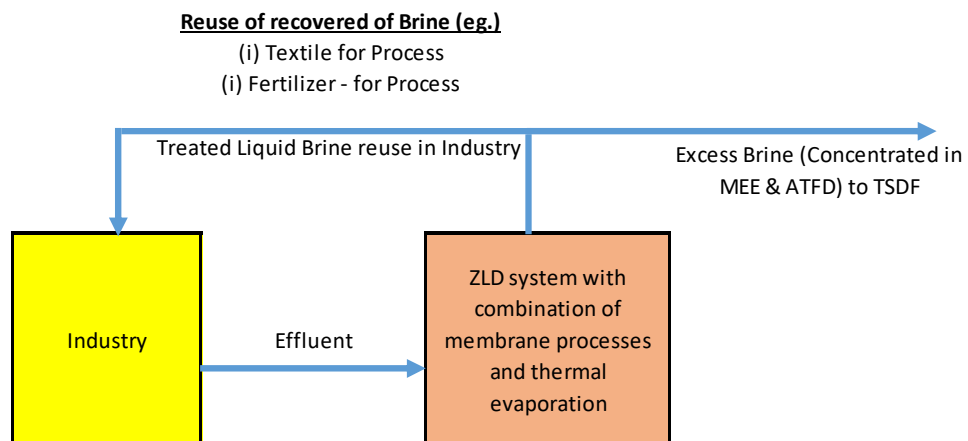 Reuse of recovered of Brine (eg.)
(i) Textile for Process
(i) Fertilizer - for Process
Treated Liquid Brine reuse in Industry
Excess Brine (Concentrated in
MEE & ATFD) to TSDF
Industry
Effluent
ZLD system with
combination of
membrane processes
and thermal
evaporation